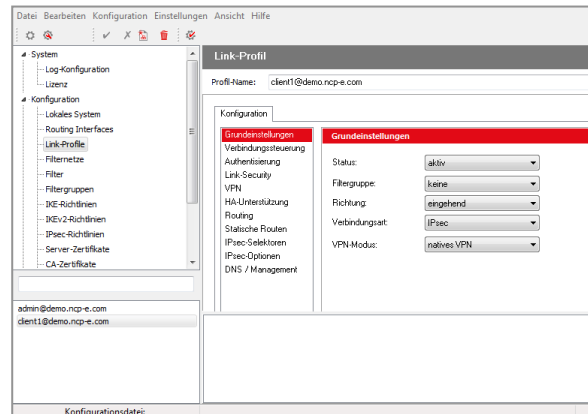 Datei Bearbeiten Konfiguration Einstellungen Ansicht Hilfe
System
Log-Konfiguration
Lizenz
Konfiguration
Lokales System
Routing Interfaces
Link-Profile
Filternetze
Filter
Filtergruppen
IKE-Richtlinien
IKEv2-Richtlinien
IPsec-Richtlinien
Server-Zertifikate
CA-Zertifikate
admin@demo.ncp-e.com
client1@demo.ncp-e.com
Konfigurationsdatei:
Link-Profil
Profil-Name: client1@demo.ncp-e.com
Konfiguration
Grundeinstellungen
Verbindungssteuerung
Authentisierung
Link-Security
VPN
HA-Unterstützung
Routing
Statische Routen
IPsec-Selektoren
IPsec-Optionen
DNS / Management
Grundeinstellungen
Status: aktiv
Filtergruppe: keine
Richtung: eingehend
Verbindungsart: IPsec
VPN-Modus: natives VPN